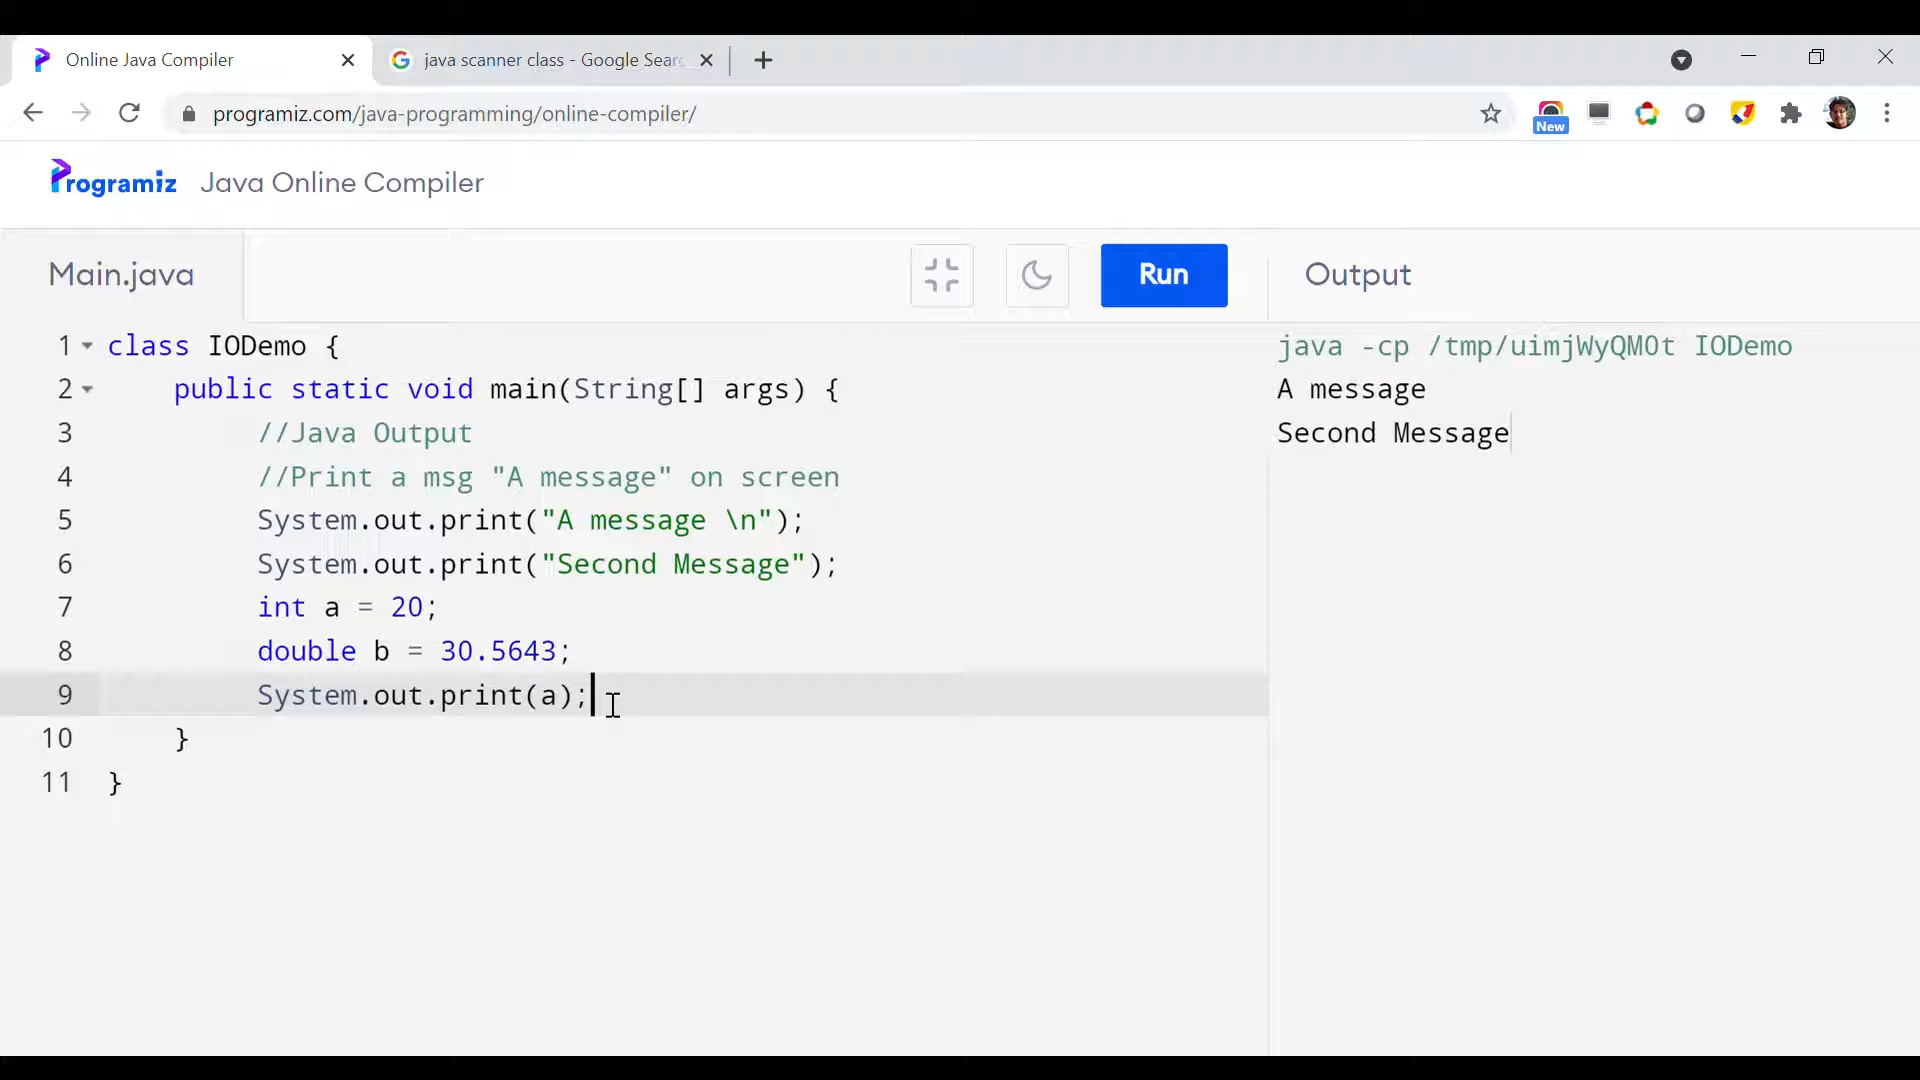 Online Java Compiler
java scanner class - Google Sear
programiz.com/java-programming/online-compiler/
New
Programiz Java Online Compiler
Main.java
Run
Output
1 class IODemo {
2 public static void main(String[] args) {
3 //Java Output
4 //Print a msg "A message" on screen
5 System.out.print("A message \n");
6 System.out.print("Second Message");
7 int a = 20;
8 double b = 30.5643;
9 System.out.print(a);
10 }
11 }
java -cp /tmp/uimjWyQM0t IODemo
A message
Second Message